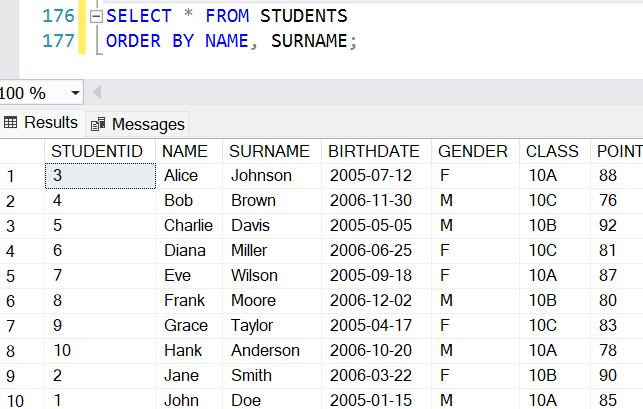 176 SELECT * FROM STUDENTS
177 ORDER BY NAME, SURNAME;
100 %
Results Messages
STUDENTID NAME SURNAME BIRTHDATE GENDER CLASS POINT
1 3 Alice Johnson 2005-07-12 F 10A 88
2 4 Bob Brown 2006-11-30 M 10C 76
3 5 Charlie Davis 2005-05-05 M 10B 92
4 6 Diana Miller 2006-06-25 F 10C 81
5 7 Eve Wilson 2005-09-18 F 10A 87
6 8 Frank Moore 2006-12-02 M 10B 80
7 9 Grace Taylor 2005-04-17 F 10C 83
8 10 Hank Anderson 2006-10-20 M 10A 78
9 2 Jane Smith 2006-03-22 F 10B 90
10 1 John Doe 2005-01-15 M 10A 85